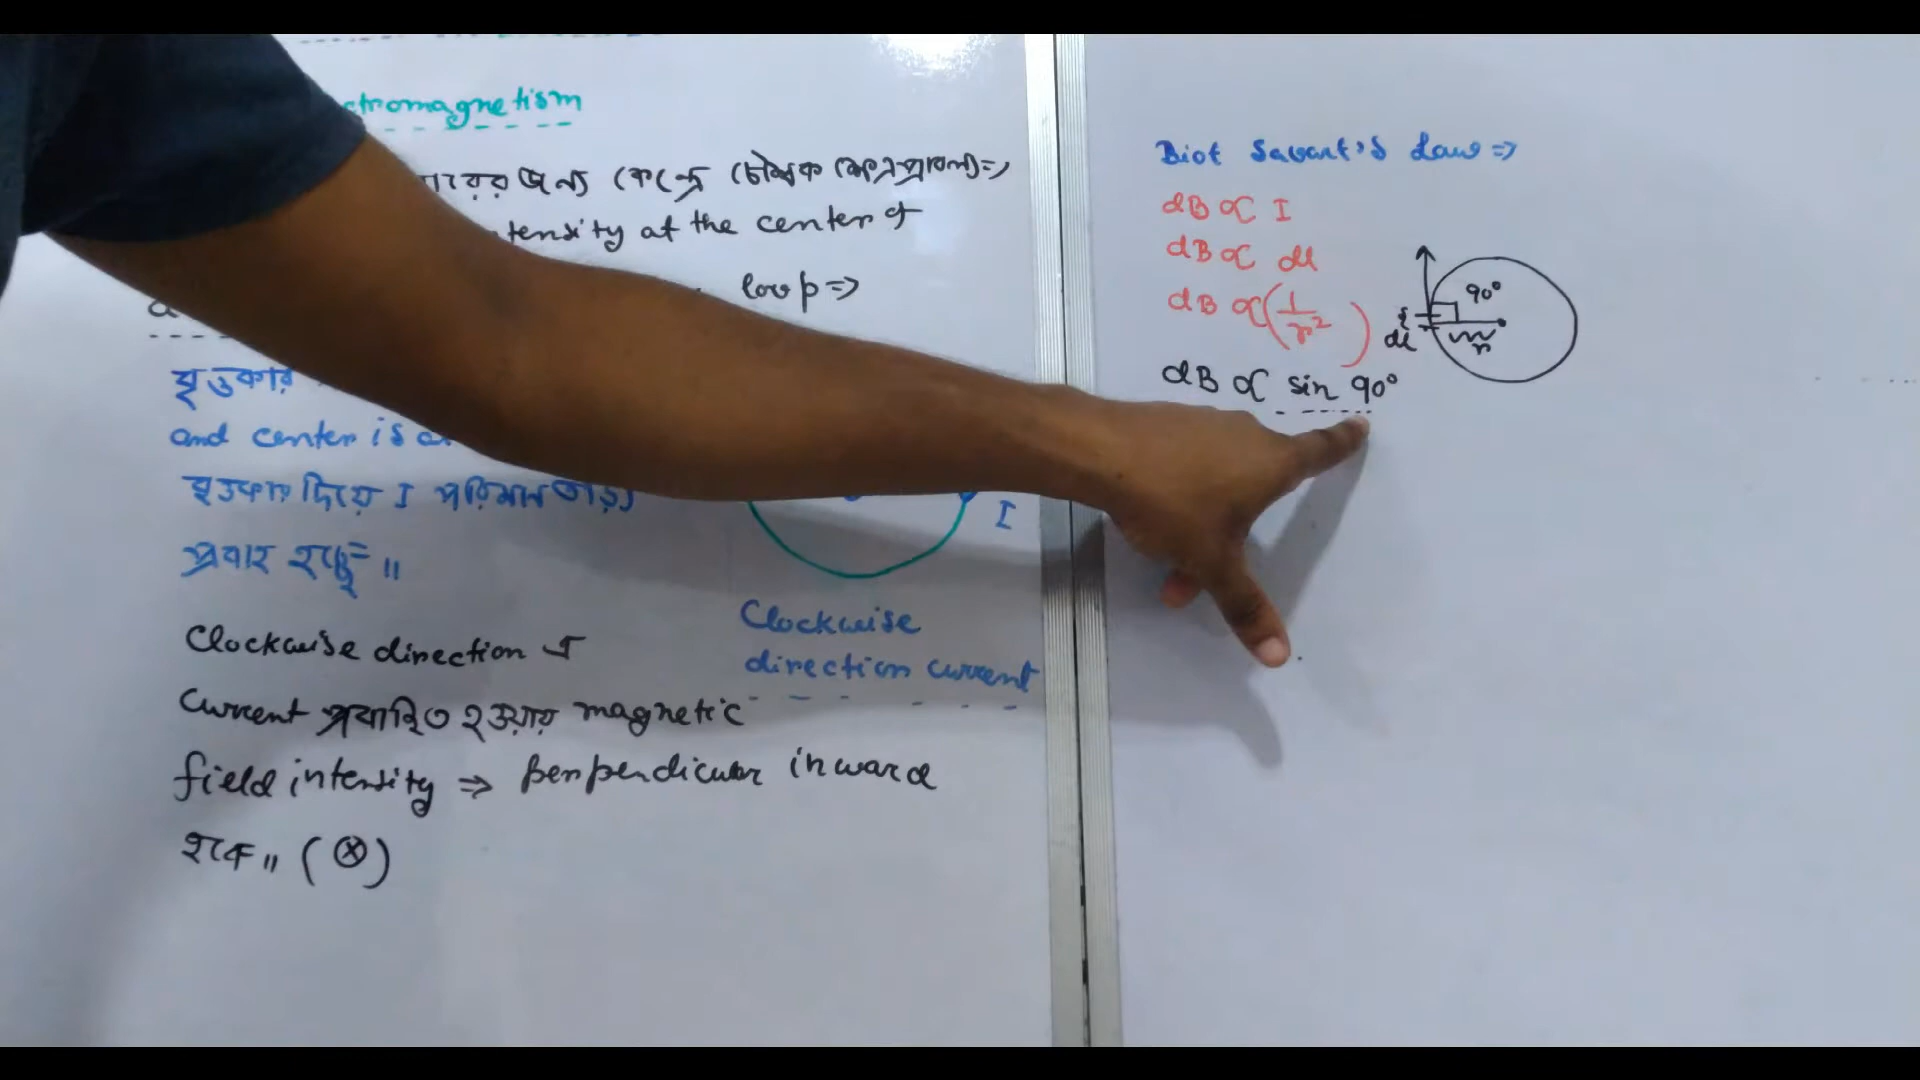 ctromagnetism
জন্য কেন্দ্রে চৌম্বক ক্ষেত্রপ্রাবল্য=>
tensity at the center of
loop=>
বৃত্তাকার
and center is a
বৃত্তাকার দিয়ে I পরিমান তড়িৎ
প্রবাহ হচ্ছে॥
I
Clockwise
direction current
Clockwise direction এ
Current প্রবাহিত হওয়ায় magnetic
field intensity => perpendicular inward
হবে॥ (⊗)
Biot Savart's Law=>
dB ∝ I
dB ∝ dl
dB ∝ (1/r²)
dB ∝ sin 90°
90°
dl
r